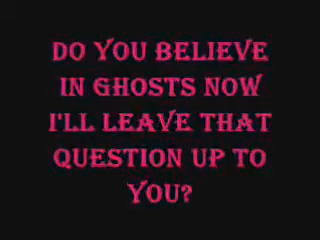 DO YOU BELIEVE
IN GHOSTS NOW
I'LL LEAVE THAT
QUESTION UP TO
YOU?